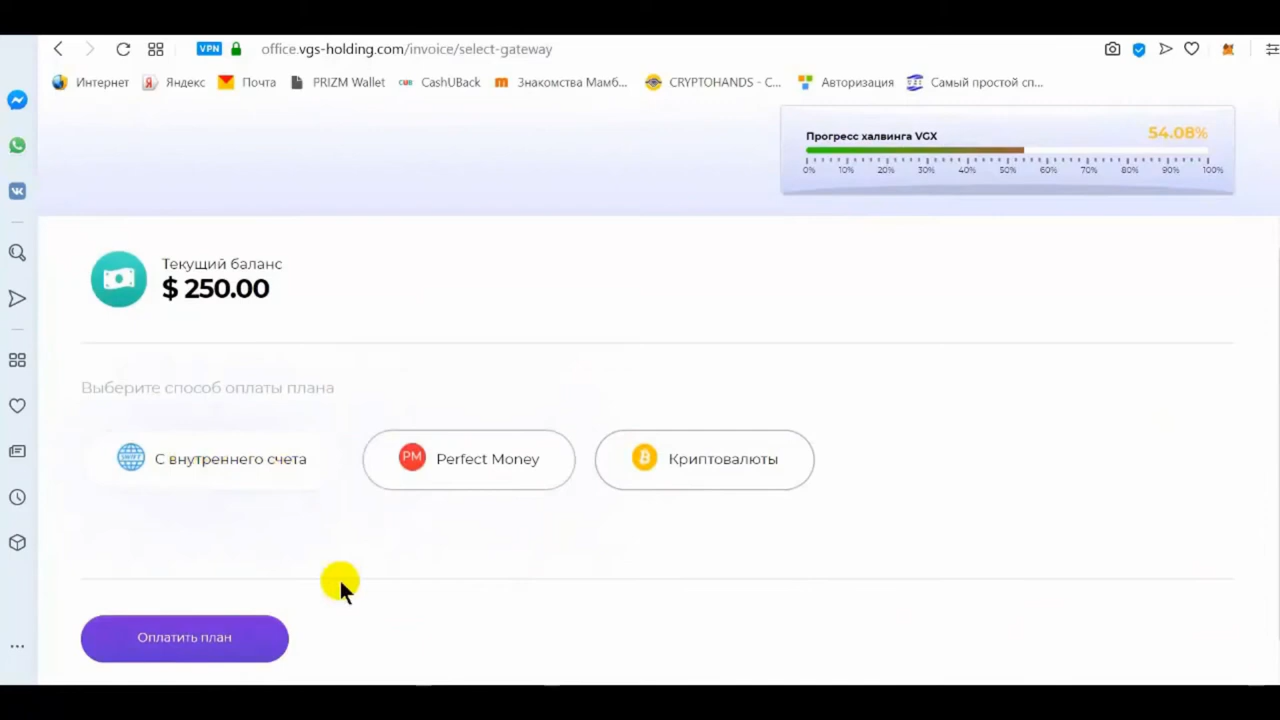 VPN office.vgs-holding.com/invoice/select-gateway
Интернет Яндекс Почта PRIZM Wallet CashUBack Знакомства Мамб... CRYPTOHANDS - C... Авторизация Самый простой сп...
Прогресс халвинга VGX 54.08%
0% 10% 20% 30% 40% 50% 60% 70% 80% 90% 100%
Текущий баланс
$ 250.00
Выберите способ оплаты плана
SWIFT С внутреннего счета PM Perfect Money Криптовалюты
Оплатить план